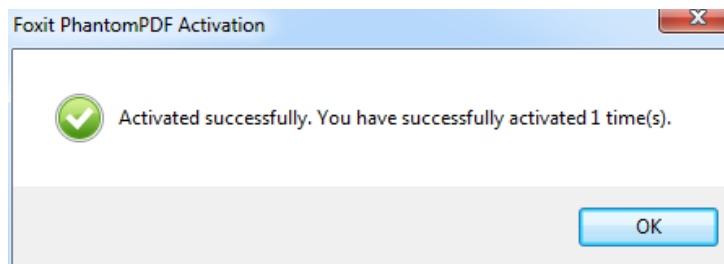 Foxit PhantomPDF Activation
Activated successfully. You have successfully activated 1 time(s).
OK